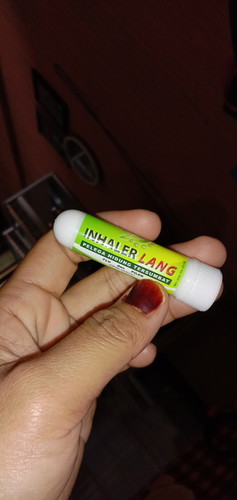 INHALER LANG
PELEGA HIDUNG TERSUMBAT